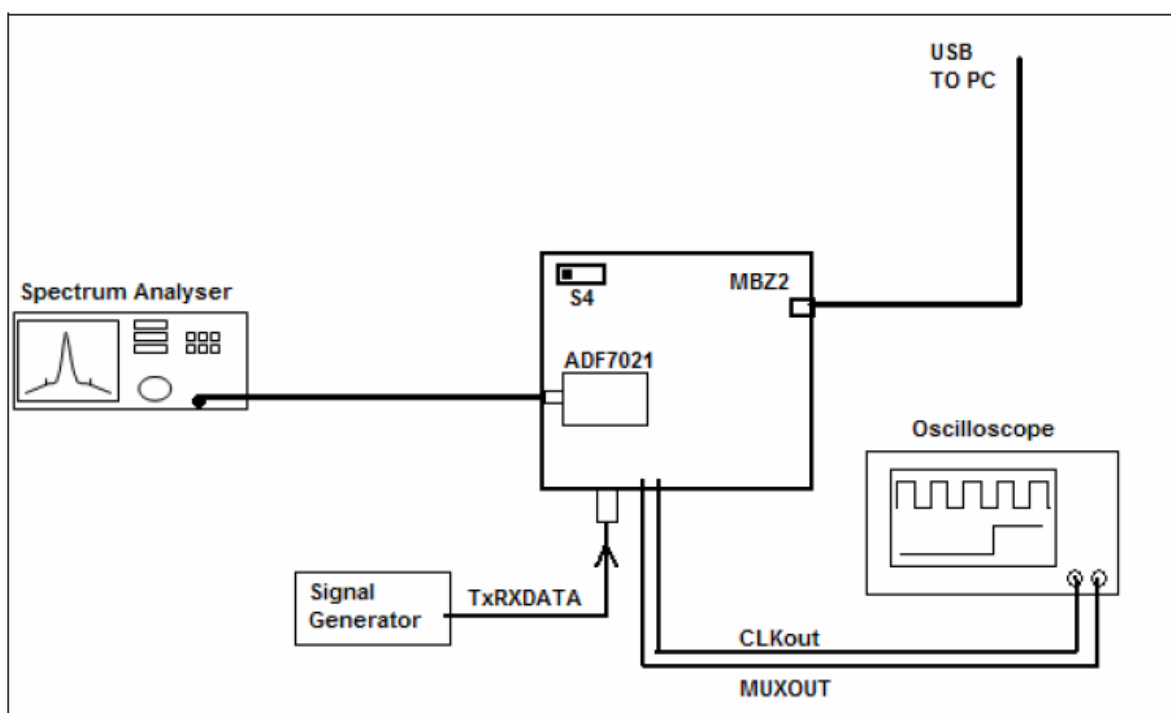 USB
TO PC
Spectrum Analyser
S4
MBZ2
ADF7021
Oscilloscope
Signal
Generator
TxRXDATA
CLKout
MUXOUT